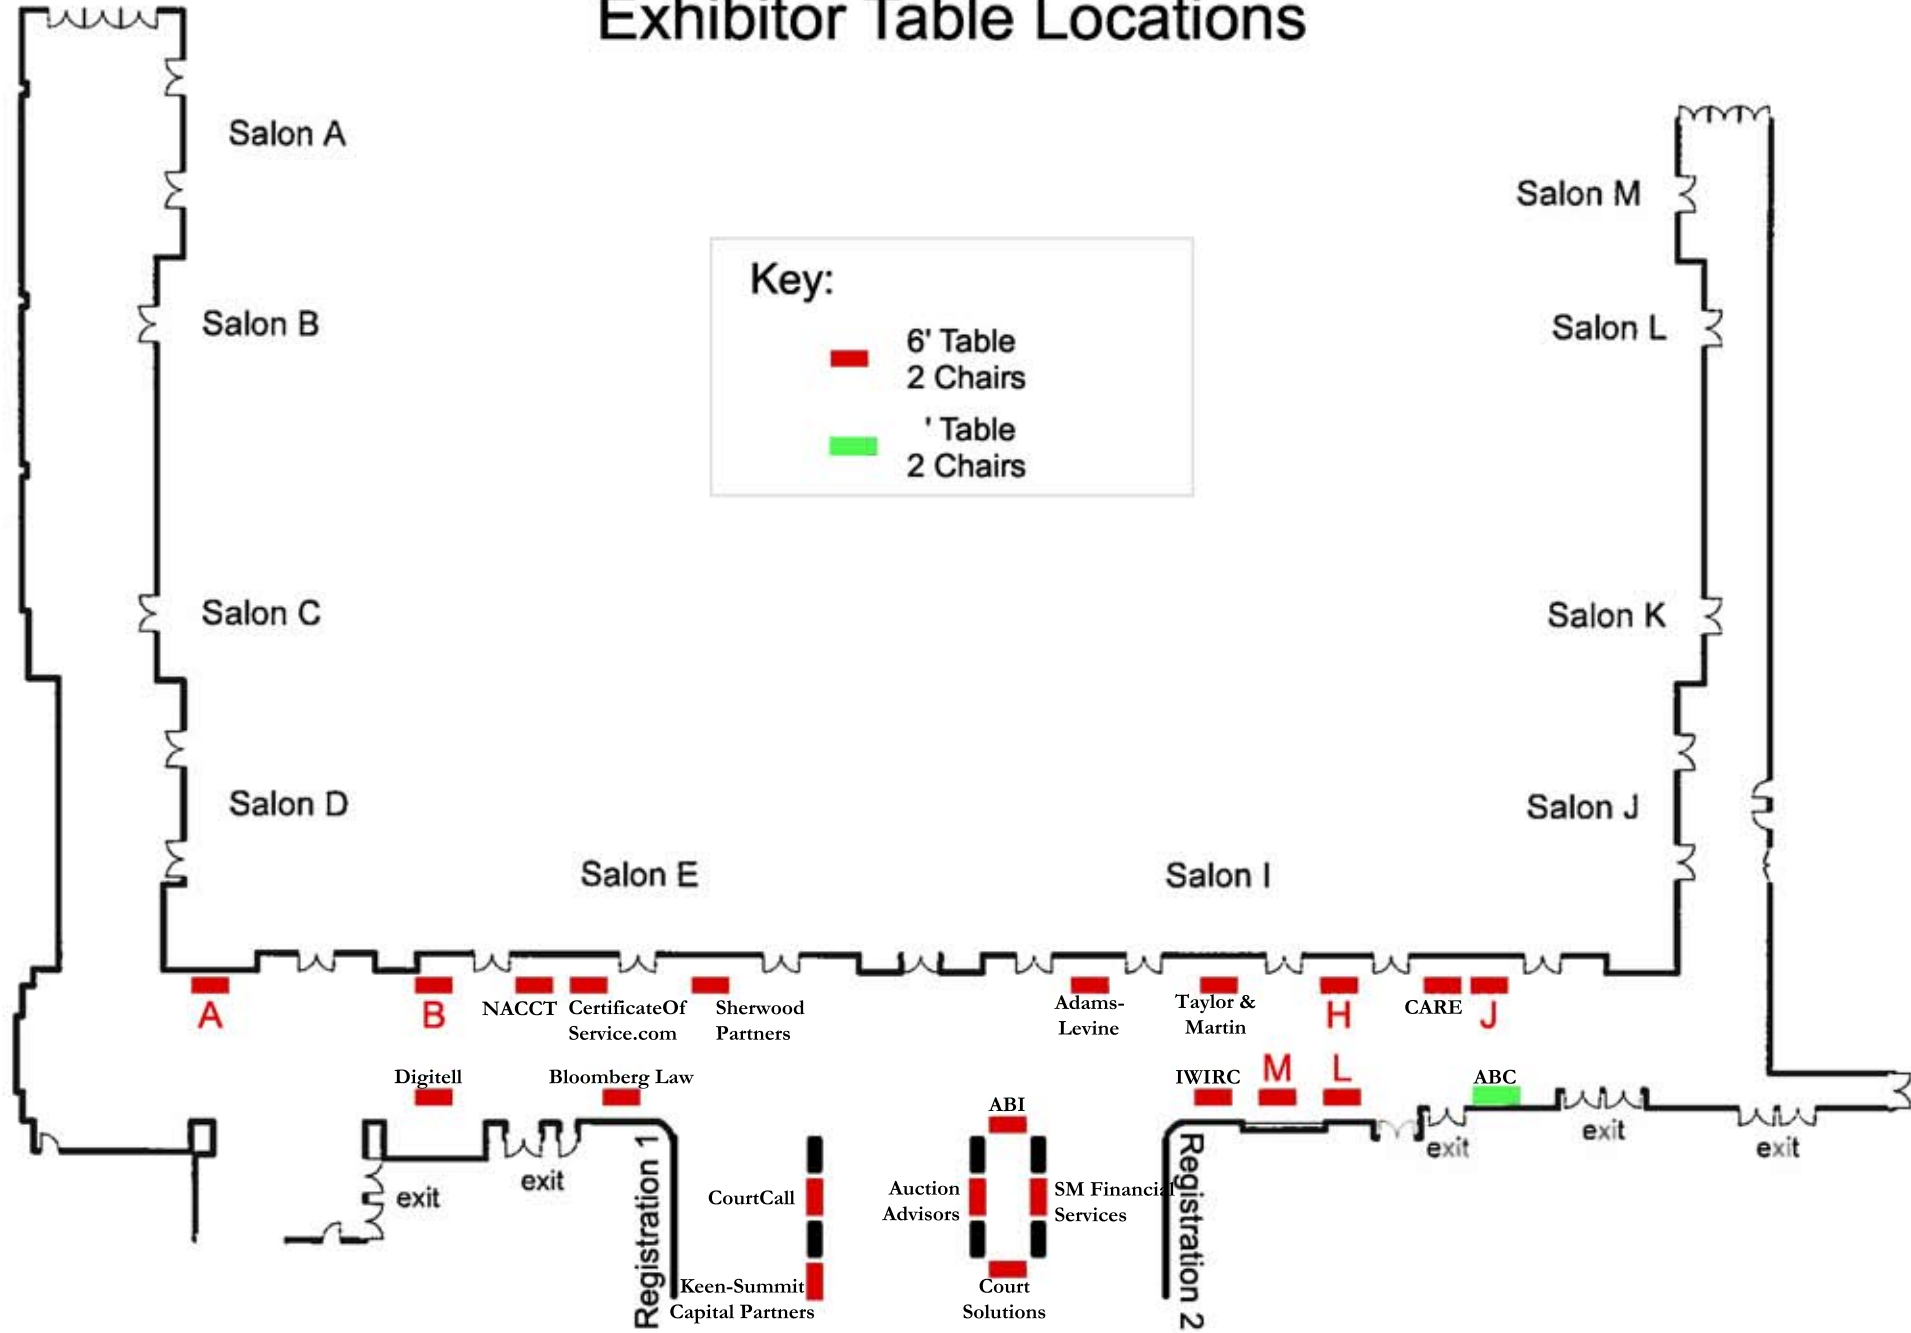 Exhibitor Table Locations
Salon A
Salon M
Key:
6' Table
2 Chairs
' Table
2 Chairs
Salon B
Salon L
Salon C
Salon K
Salon D
Salon J
Salon E
Salon I
A
B
NACCT
CertificateOf
Service.com
Sherwood
Partners
Adams-
Levine
Taylor &
Martin
H
CARE
J
Digitell
Bloomberg Law
IWIRC
M
L
ABC
ABI
exit
exit
exit
exit
exit
Registration 1
CourtCall
Auction
Advisors
SM Financial
Services
Registration 2
Keen-Summit
Capital Partners
Court
Solutions